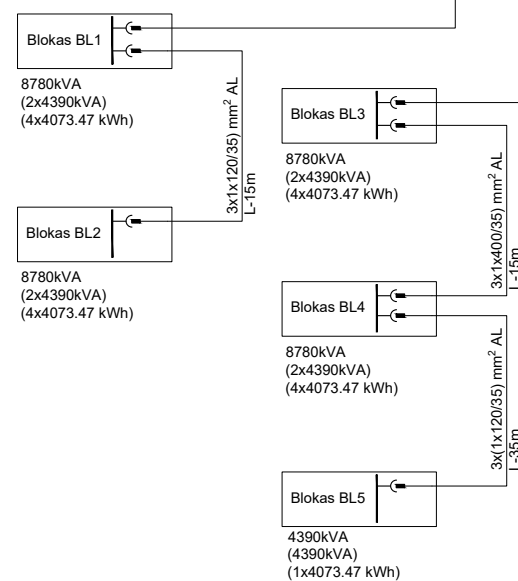 Blokas BL1
8780kVA
(2x4390kVA)
(4x4073.47 kWh)
3x1x120/35) mm² AL
L-15m
Blokas BL2
8780kVA
(2x4390kVA)
(4x4073.47 kWh)
Blokas BL3
8780kVA
(2x4390kVA)
(4x4073.47 kWh)
3x1x400/35) mm² AL
L-15m
Blokas BL4
8780kVA
(2x4390kVA)
(4x4073.47 kWh)
3x(1x120/35) mm² AL
L-35m
Blokas BL5
4390kVA
(4390kVA)
(1x4073.47 kWh)